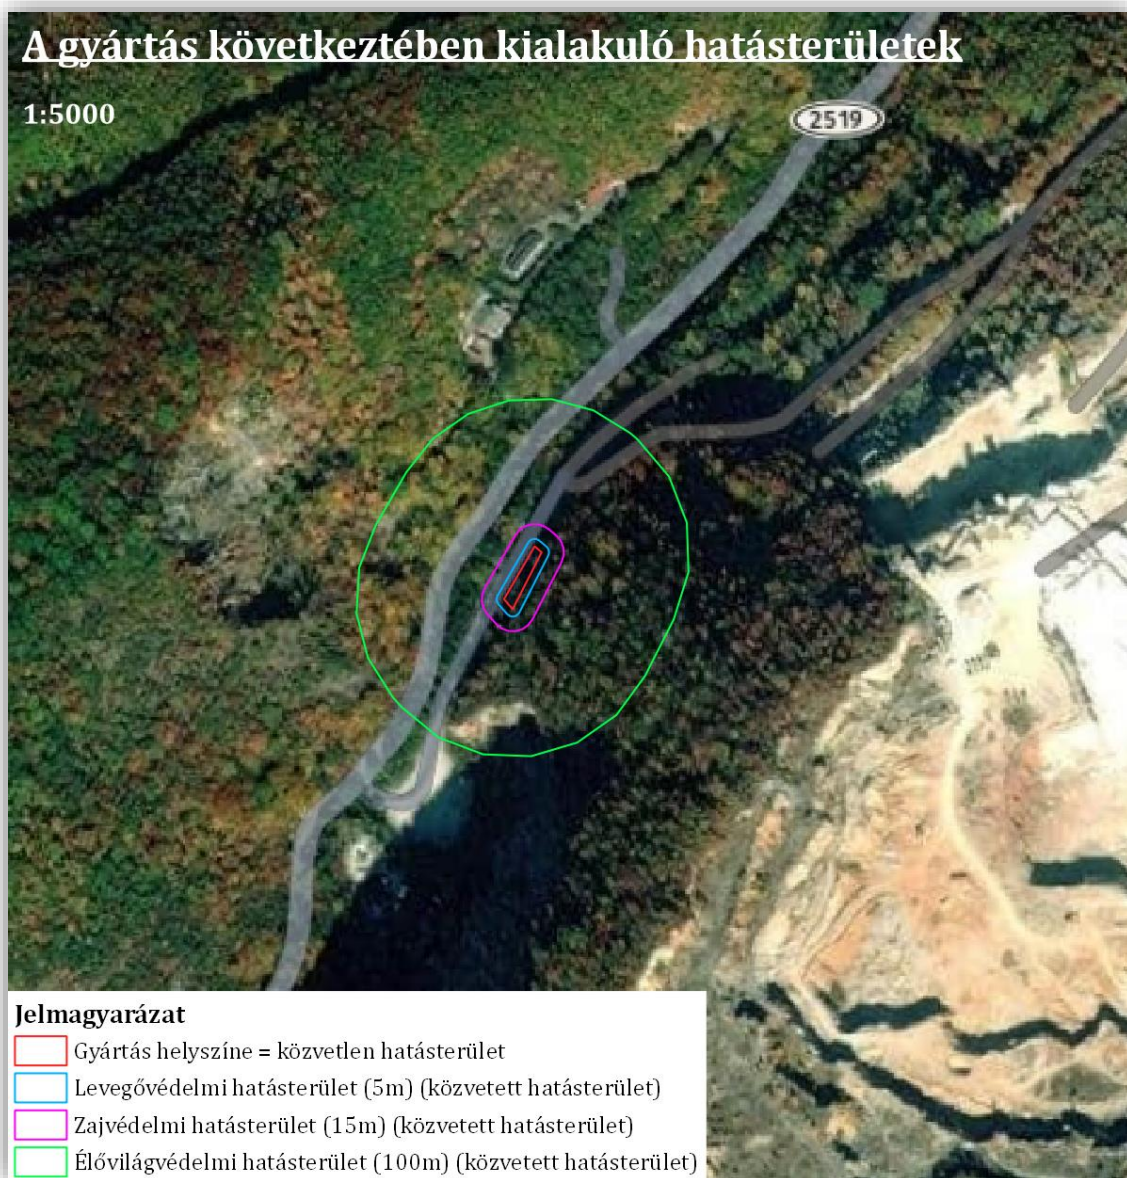 A gyártás következtében kialakuló hatásterületek
1:5000
2519
Jelmagyarázat
Gyártás helyszíne = közvetlen hatásterület
Levegővédelmi hatásterület (5m) (közvetett hatásterület)
Zajvédelmi hatásterület (15m) (közvetett hatásterület)
Élővilágvédelmi hatásterület (100m) (közvetett hatásterület)